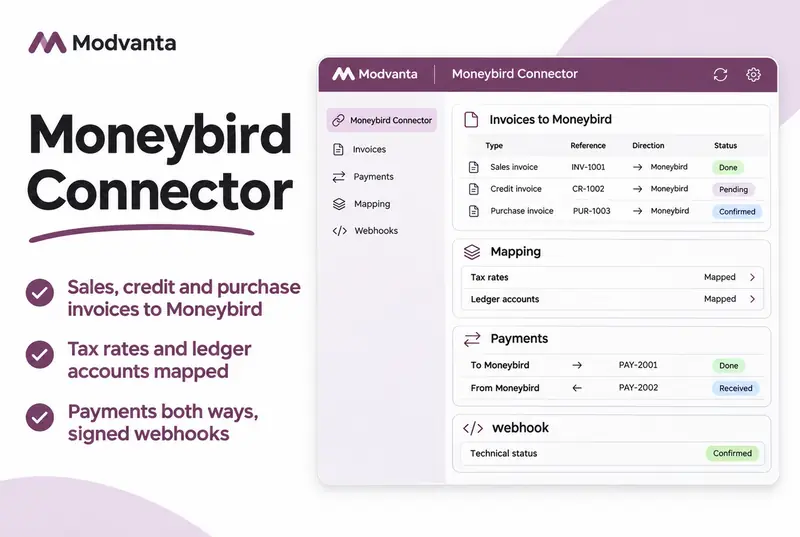 Modvanta
Moneybird
Connector
Sales, credit and purchase
invoices to Moneybird
Tax rates and ledger
accounts mapped
Payments both ways,
signed webhooks
Modvanta
Moneybird Connector
Moneybird Connector
Invoices
Payments
Mapping
Webhooks
Invoices to Moneybird
Type Reference Direction Status
Sales invoice INV-1001 → Moneybird Done
Credit invoice CR-1002 → Moneybird Pending
Purchase invoice PUR-1003 → Moneybird Confirmed
Mapping
Tax rates Mapped >
Ledger accounts Mapped >
Payments
To Moneybird → PAY-2001 Done
From Moneybird ← PAY-2002 Received
</> webhook
Technical status Confirmed